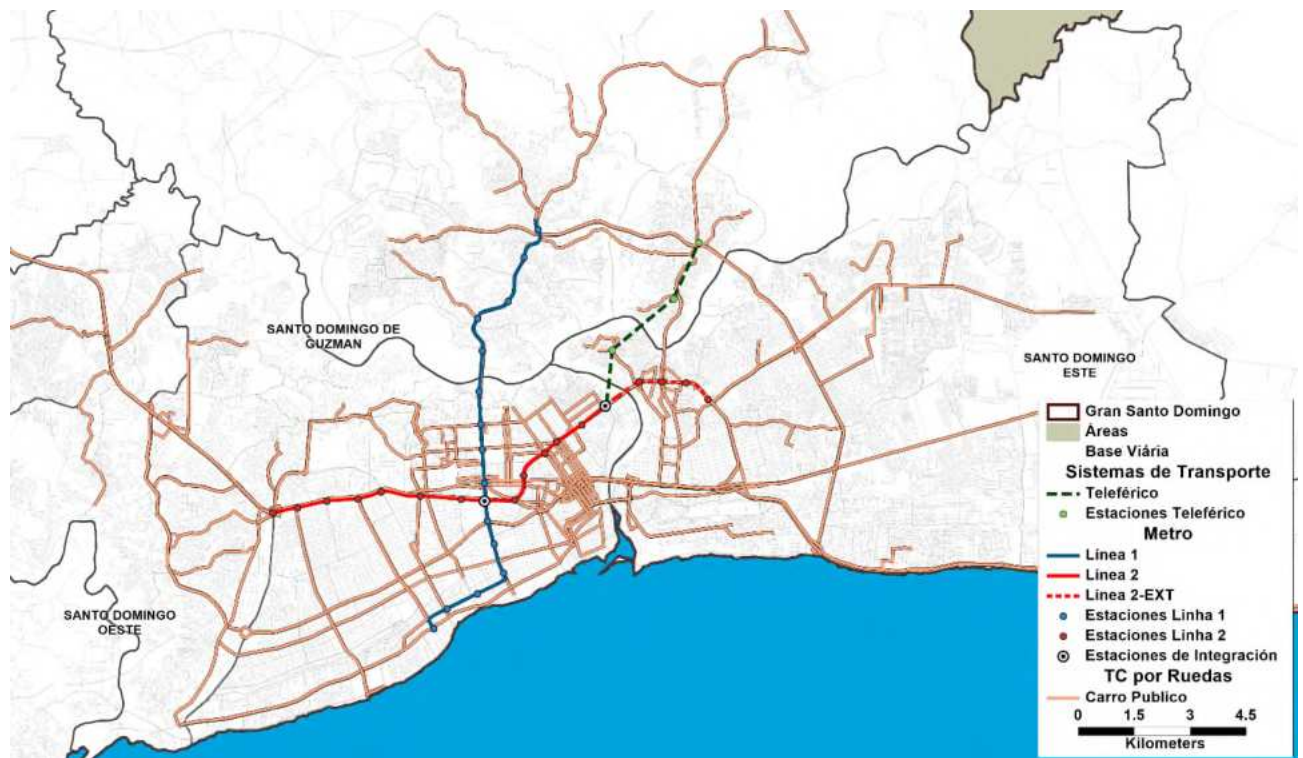 SANTO DOMINGO DE
GUZMAN
SANTO DOMINGO
ESTE
SANTO DOMINGO
OESTE
Gran Santo Domingo
Àreas
Base Viária
Sistemas de Transporte
Teleférico
Estaciones Teleférico
Metro
Línea 1
Línea 2
Línea 2-EXT
Estaciones Linha 1
Estaciones Linha 2
Estaciones de Integración
TC por Ruedas
Carro Publico
0 1.5 3 4.5
Kilometers